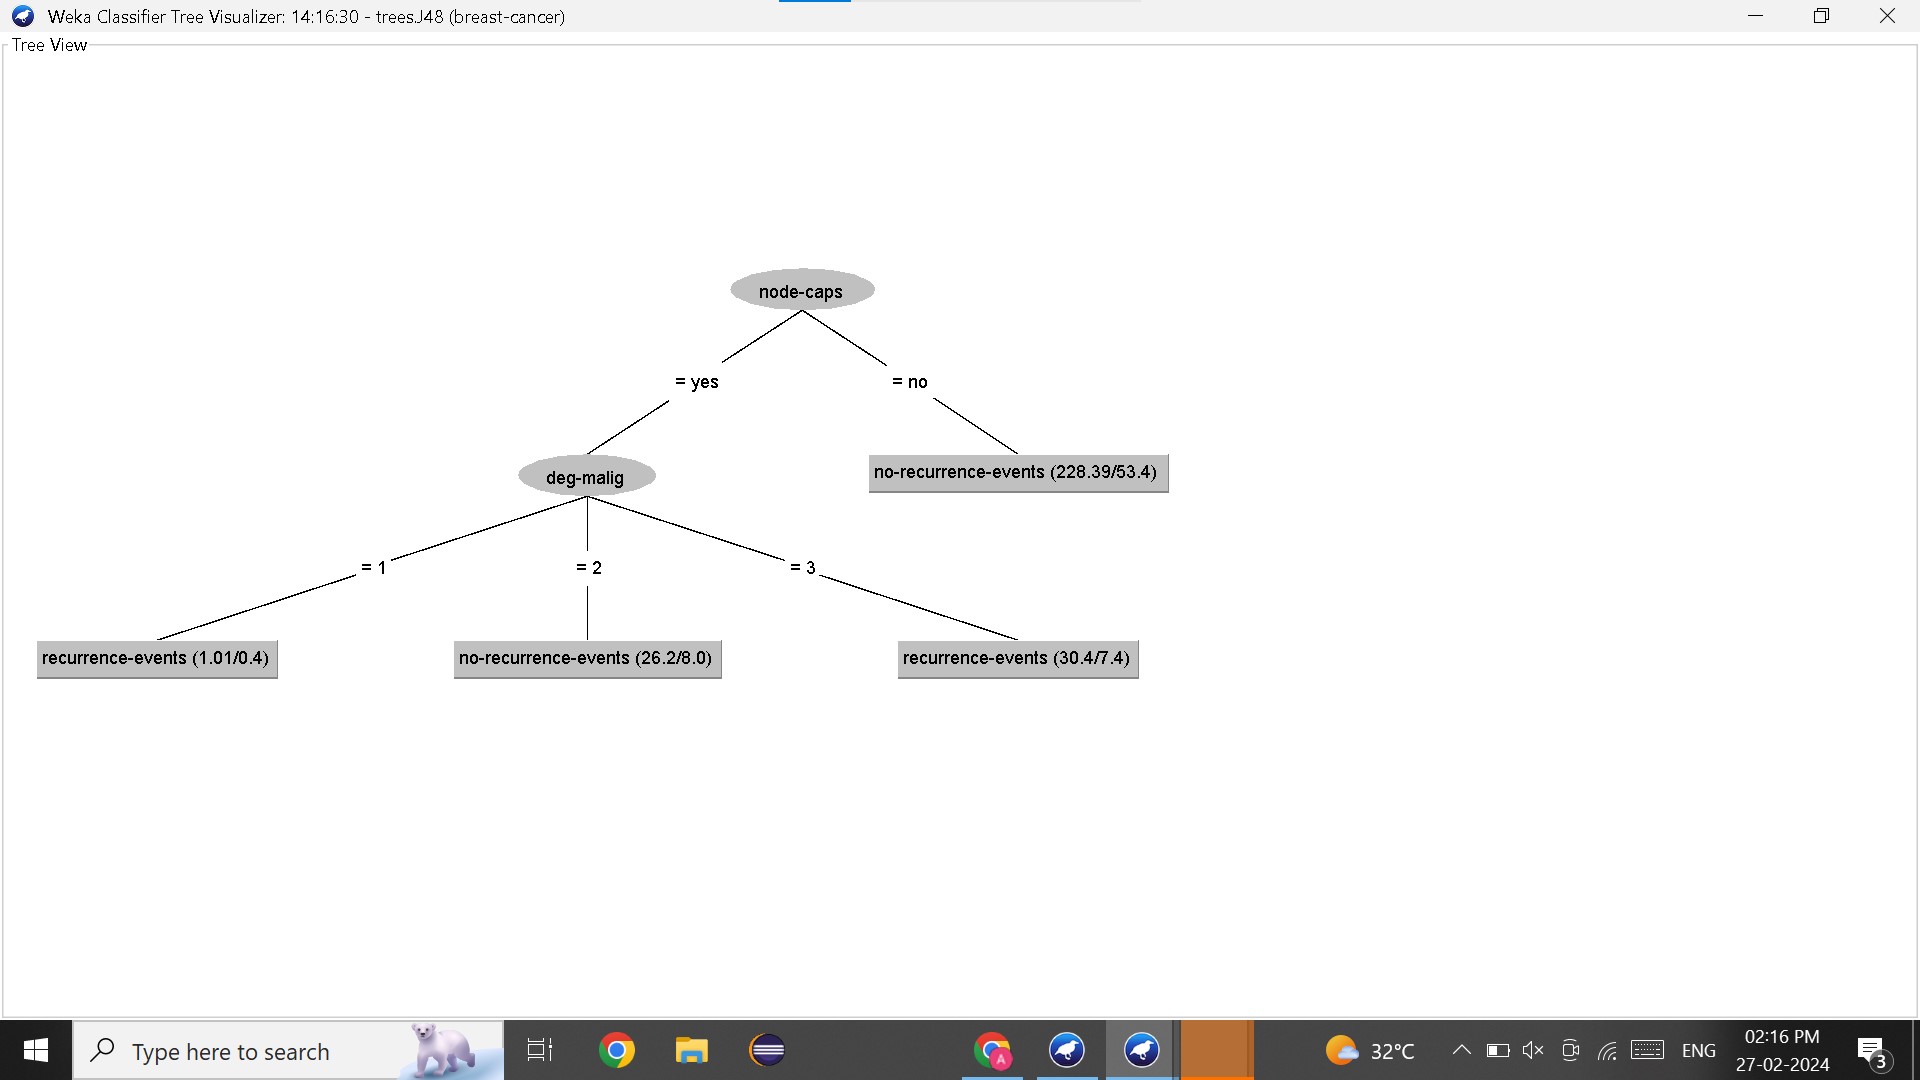 Weka Classifier Tree Visualizer: 14:16:30 - trees.J48 (breast-cancer)
Tree View
node-caps
= yes
= no
deg-malig
no-recurrence-events (228.39/53.4)
= 1
= 2
= 3
recurrence-events (1.01/0.4)
no-recurrence-events (26.2/8.0)
recurrence-events (30.4/7.4)
Type here to search
A
32°C
ENG
02:16 PM
27-02-2024
3